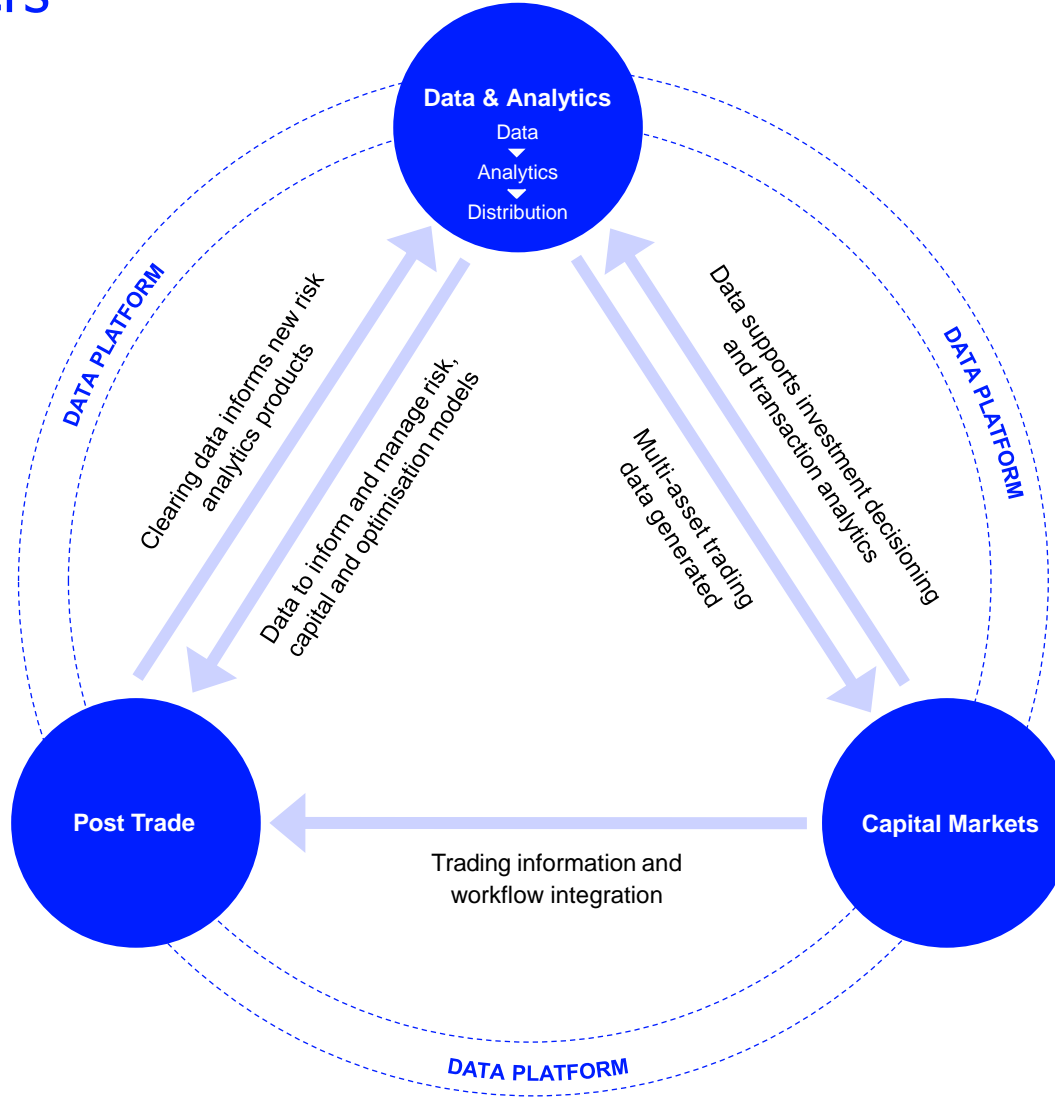 Data & Analytics
Data
Analytics
Distribution
DATA PLATFORM
DATA PLATFORM
Clearing data informs new risk
analytics products
Data to inform and manage risk,
capital and optimisation models
Multi-asset trading
data generated
Data supports investment decisioning
and transaction analytics
Post Trade
Capital Markets
Trading information and
workflow integration
DATA PLATFORM